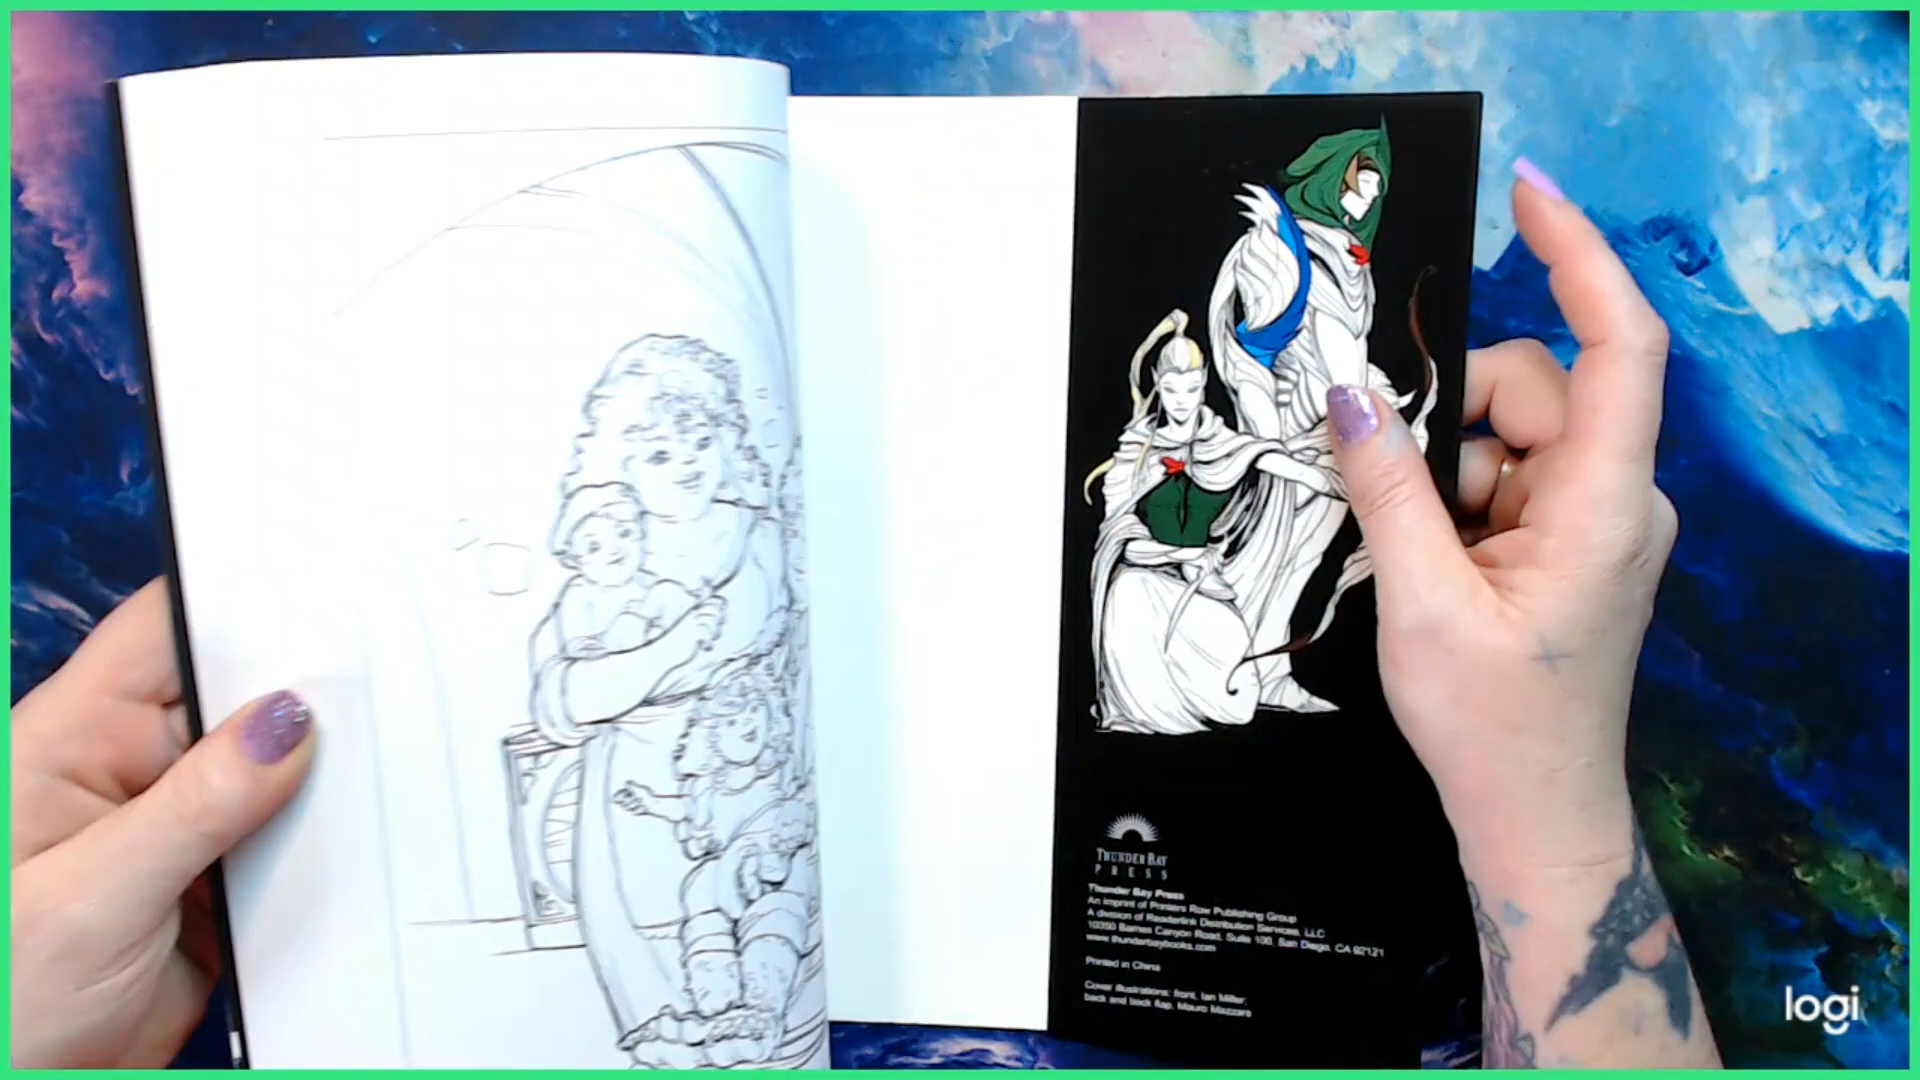 THUNDER BAY
PRESS
Thunder Bay Press
An imprint of Printers Row Publishing Group
A division of Readerlink Distribution Services, LLC
10350 Barnes Canyon Road, Suite 100, San Diego, CA 92121
www.thunderbaybooks.com
Printed in China
Cover illustrations: front, Ian Miller;
back and back flap, Mauro Mazzara
logi